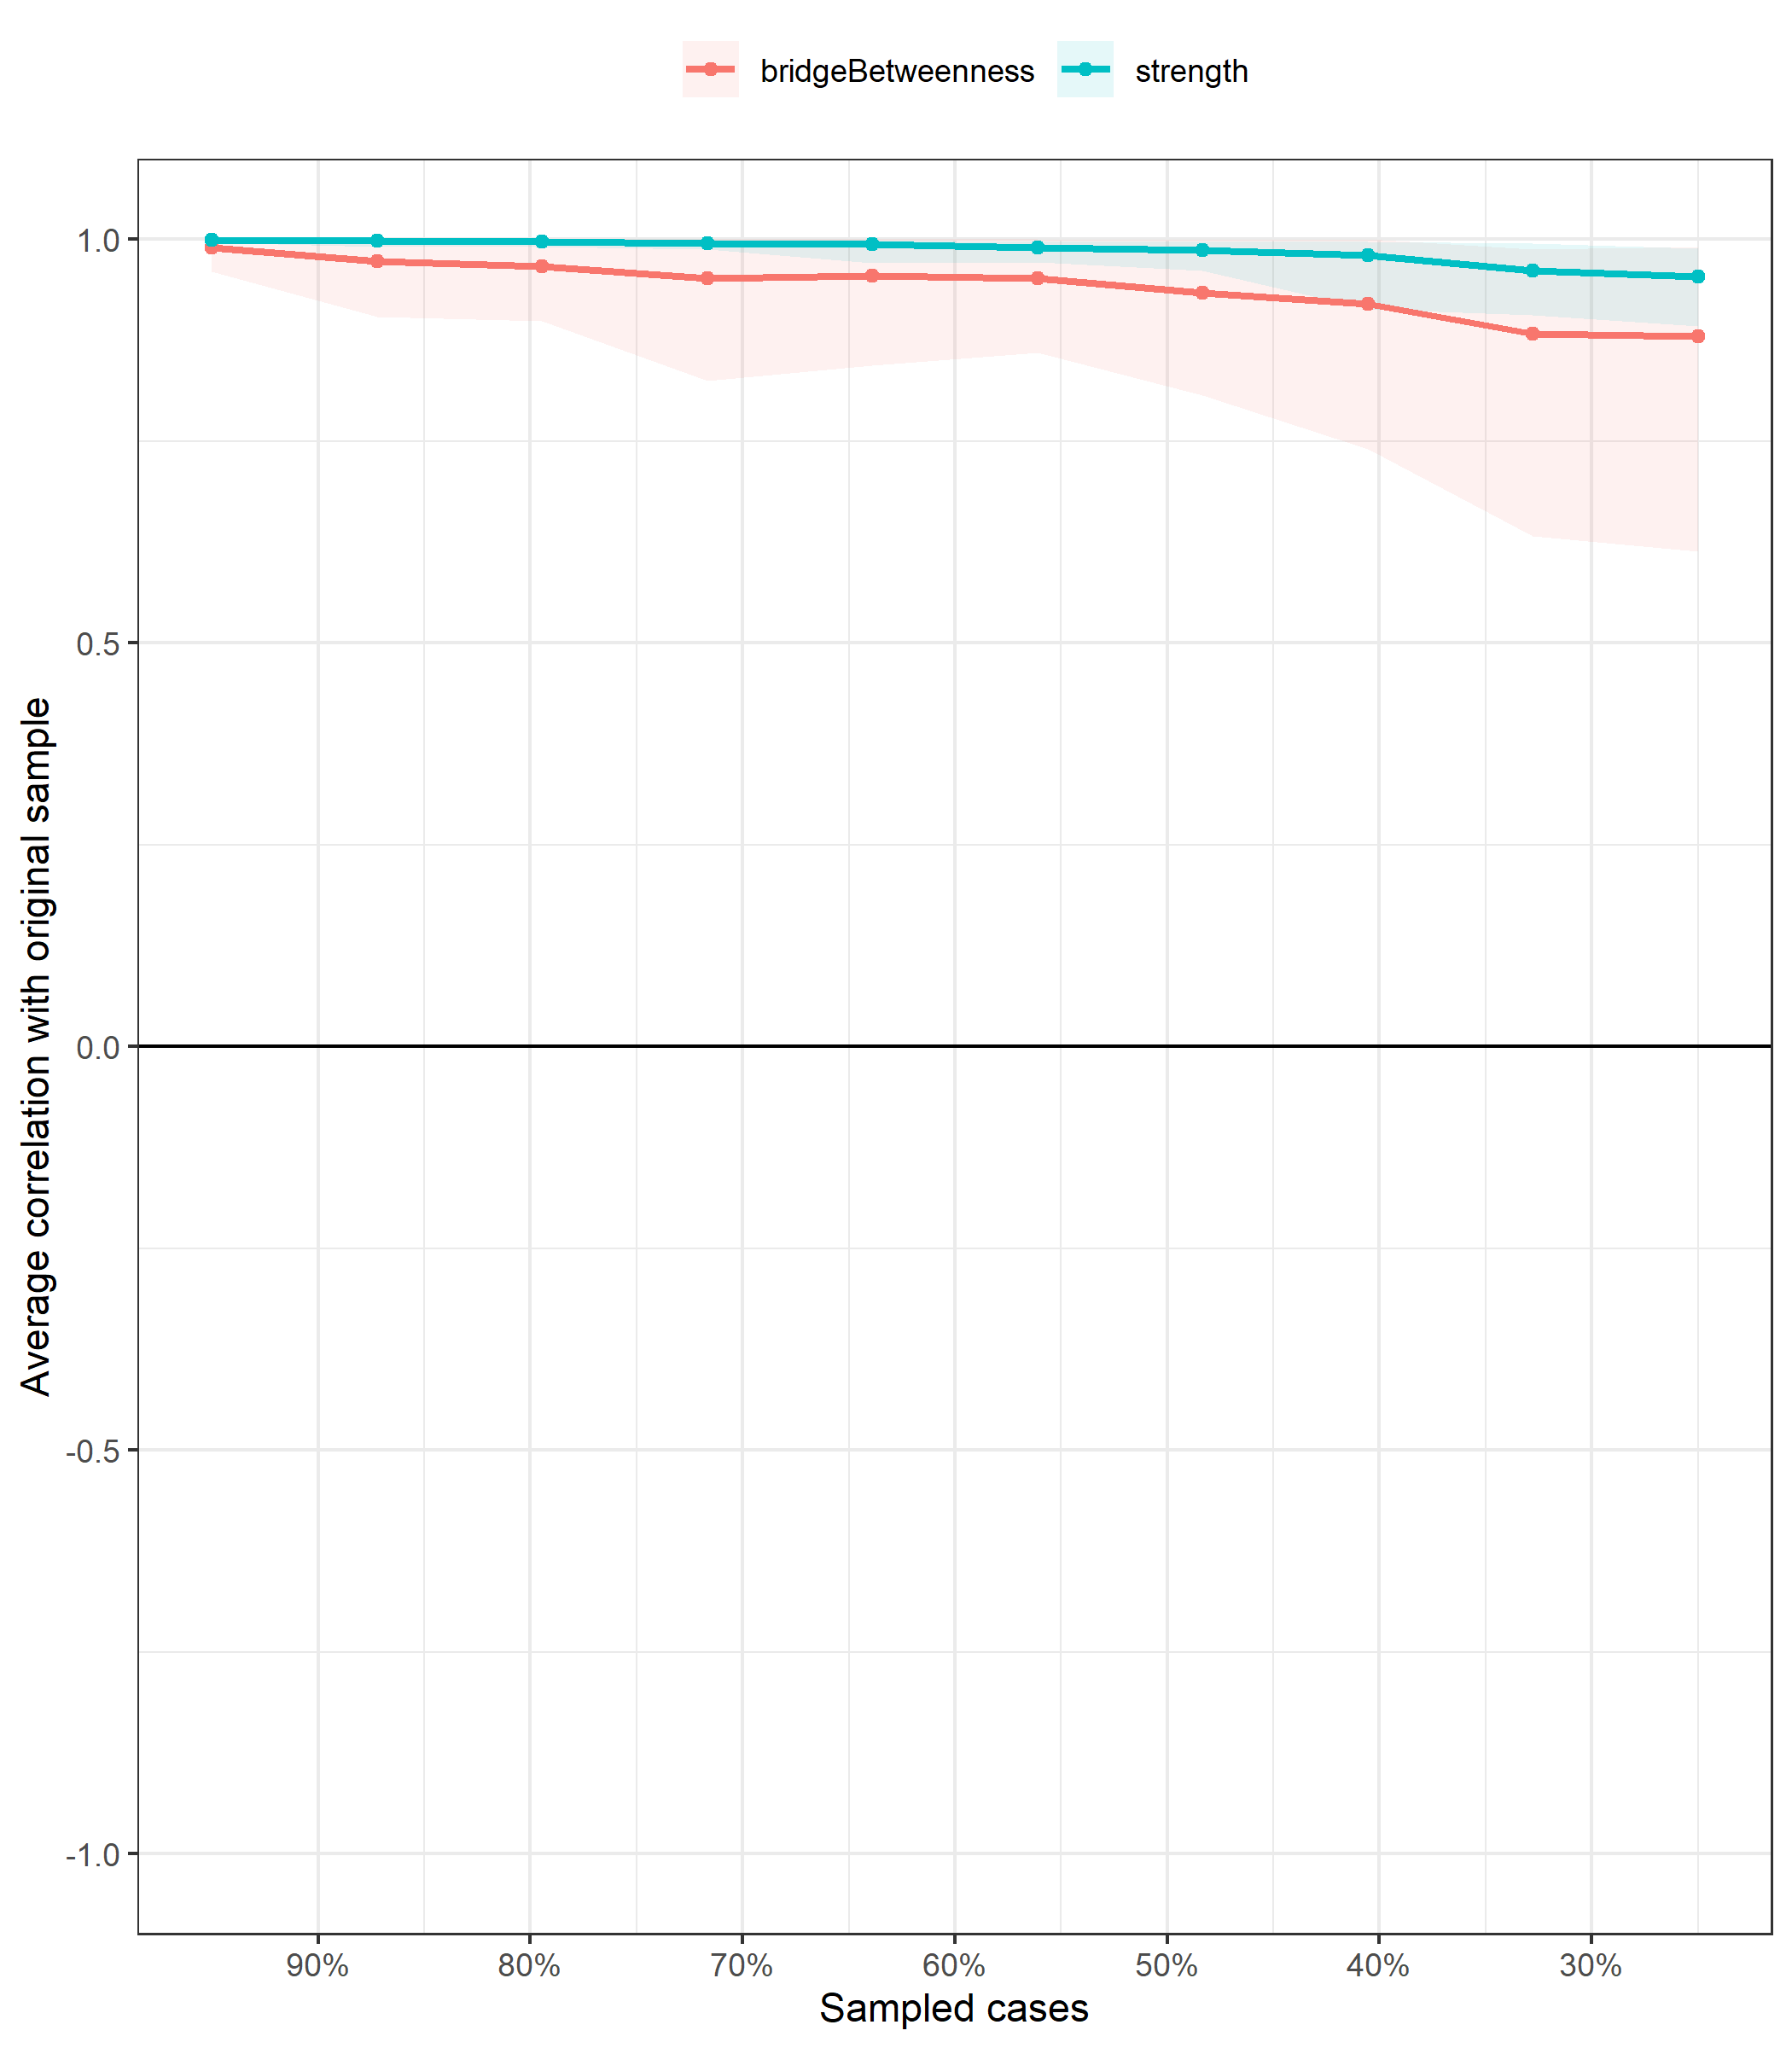 bridgeBetweenness strength
1.0
0.5
0.0
-0.5
-1.0
Average correlation with original sample
90% 80% 70% 60% 50% 40% 30%
Sampled cases